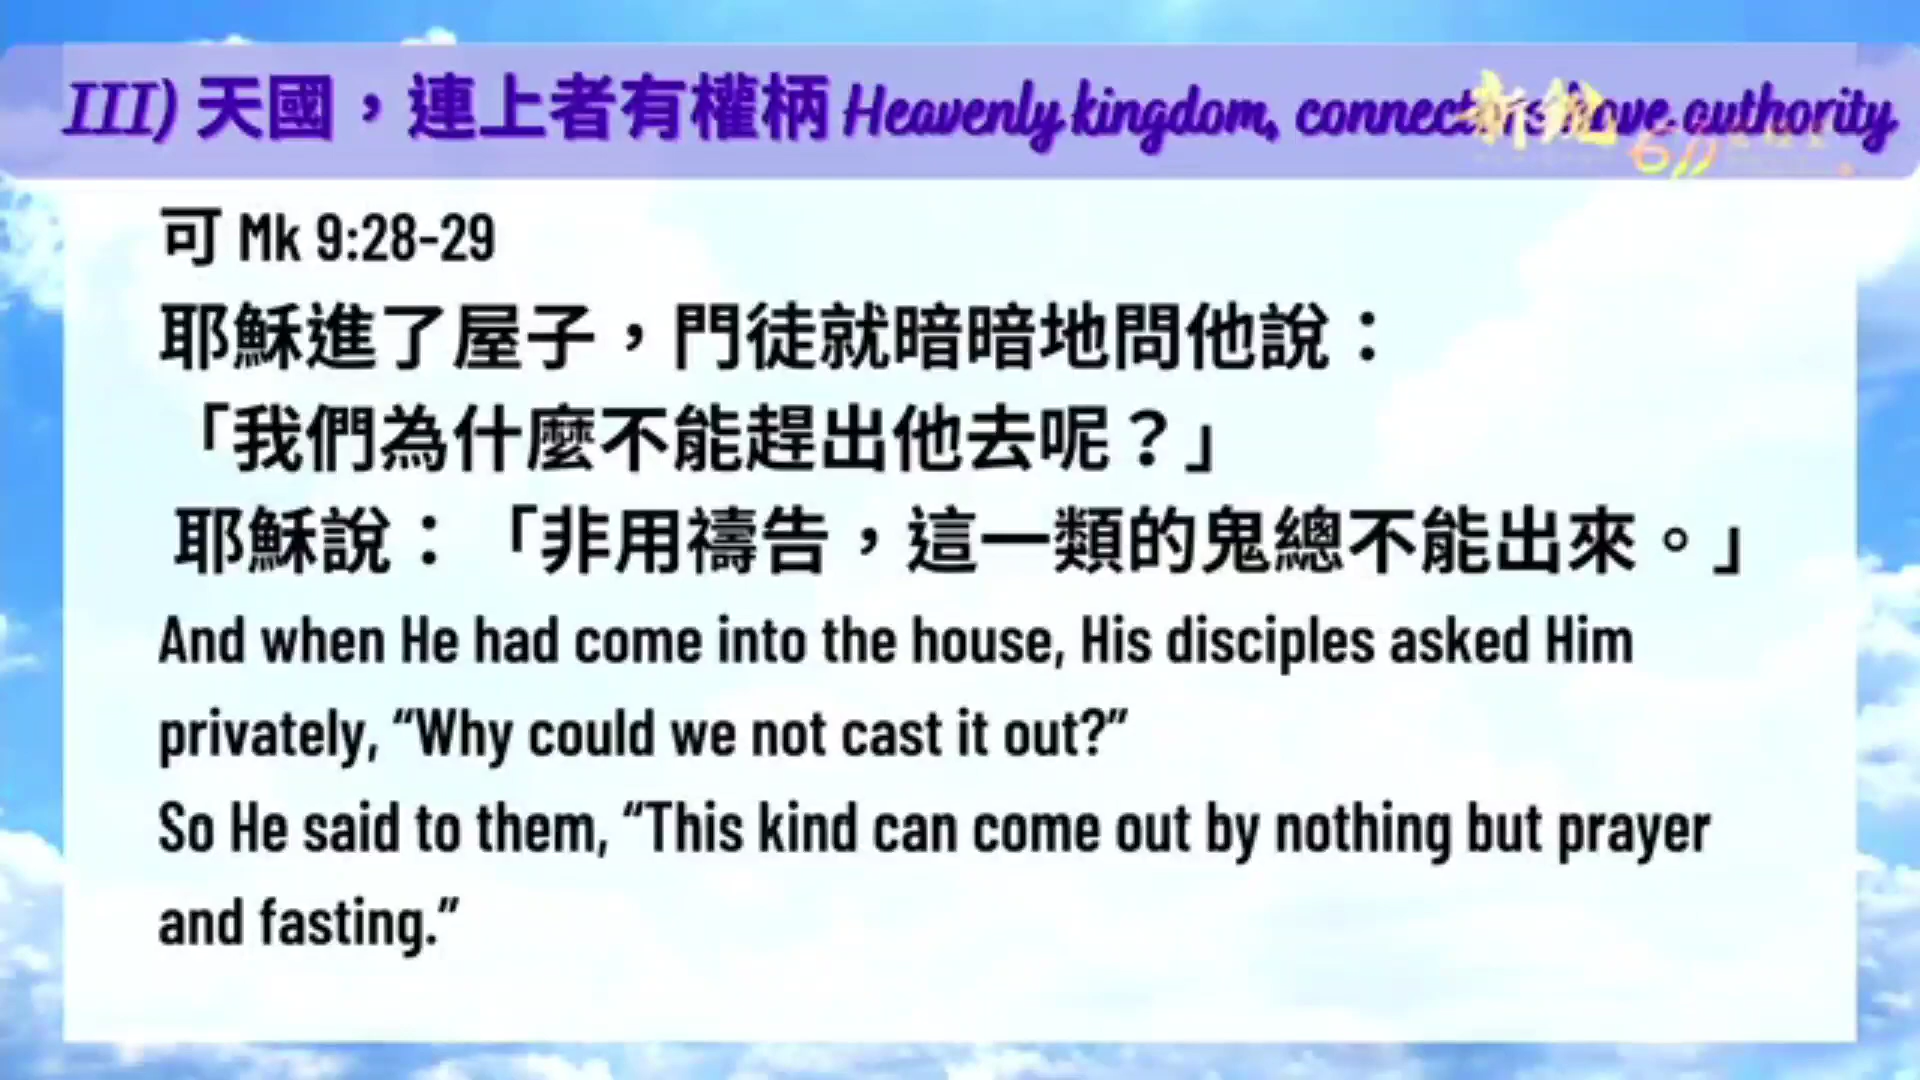 III) 天國，連上者有權柄 Heavenly kingdom, connectors have authority
新鎗
60
可 Mk 9:28-29
耶穌進了屋子，門徒就暗暗地問他說：
「我們為什麼不能趕出他去呢？」
耶穌說：「非用禱告，這一類的鬼總不能出來。」
And when He had come into the house, His disciples asked Him
privately, “Why could we not cast it out?”
So He said to them, “This kind can come out by nothing but prayer
and fasting.”